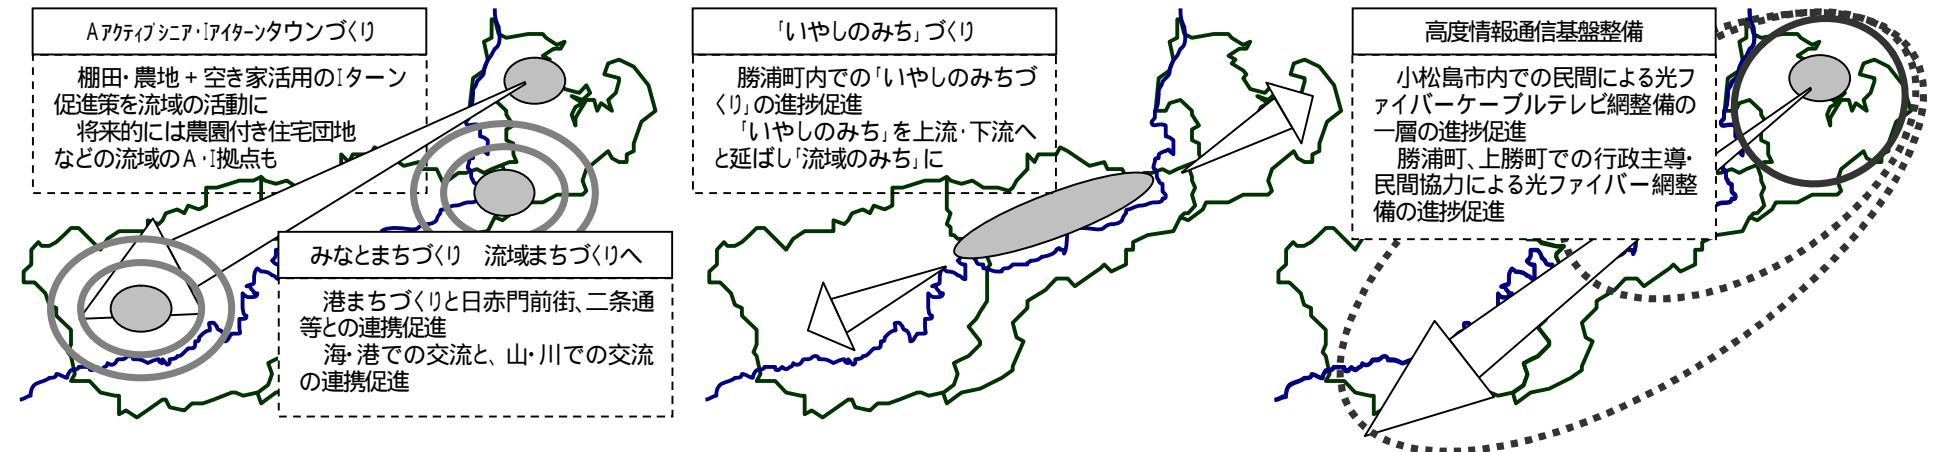 Aアクティブシニア・Iアイターンタウンづくり
棚田・農地+空き家活用のIターン
促進策を流域の活動に
将来的には農園付き住宅団地
などの流域のA・I拠点も
みなとまちづくり 流域まちづくりへ
港まちづくりと日赤門前街、二条通
等との連携促進
海・港での交流と、山・川での交流
の連携促進
「いやしのみち」づくり
勝浦町内での「いやしのみちづ
くり」の進捗促進
「いやしのみち」を上流・下流へ
と延ばし「流域のみち」に
高度情報通信基盤整備
小松島市内での民間による光フ
ァイバーケーブルテレビ網整備の
一層の進捗促進
勝浦町、上勝町での行政主導・
民間協力による光ファイバー網整
備の進捗促進